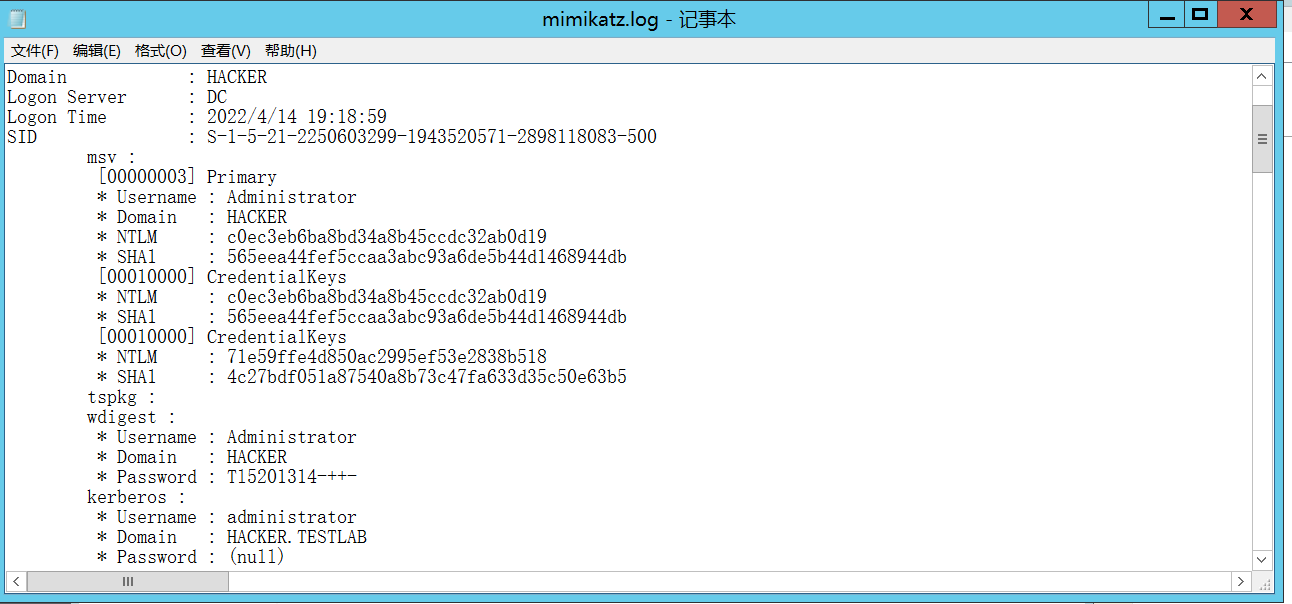 mimikatz.log - 记事本
文件(F) 编辑(E) 格式(O) 查看(V) 帮助(H)
Domain : HACKER
Logon Server : DC
Logon Time : 2022/4/14 19:18:59
SID : S-1-5-21-2250603299-1943520571-2898118083-500
msv :
[00000003] Primary
* Username : Administrator
* Domain : HACKER
* NTLM : c0ec3eb6ba8bd34a8b45ccdc32ab0d19
* SHA1 : 565eea44fef5ccaa3abc93a6de5b44d1468944db
[00010000] CredentialKeys
* NTLM : c0ec3eb6ba8bd34a8b45ccdc32ab0d19
* SHA1 : 565eea44fef5ccaa3abc93a6de5b44d1468944db
[00010000] CredentialKeys
* NTLM : 71e59ffe4d850ac2995ef53e2838b518
* SHA1 : 4c27bdf051a87540a8b73c47fa633d35c50e63b5
tspkg :
wdigest :
* Username : Administrator
* Domain : HACKER
* Password : T15201314-++-
kerberos :
* Username : administrator
* Domain : HACKER.TESTLAB
* Password : (null)